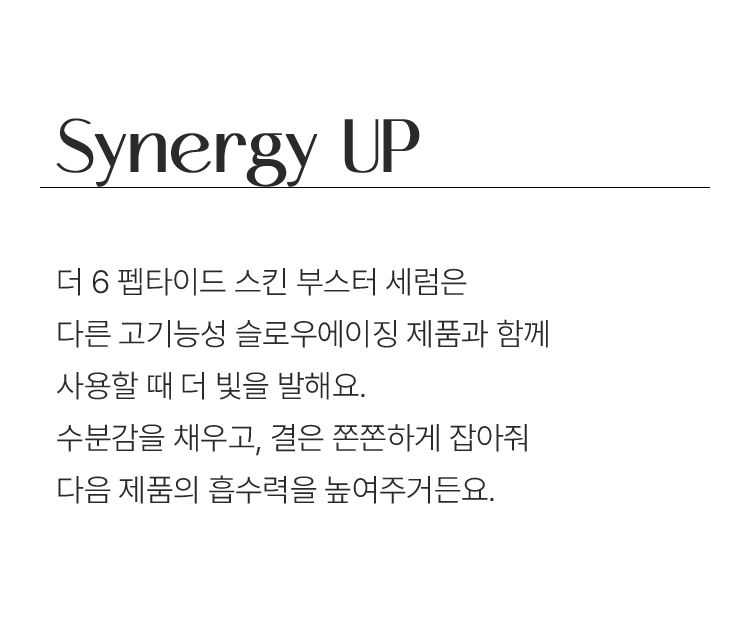 Synergy UP
더 6 펩타이드 스킨 부스터 세럼은
다른 고기능성 슬로우에이징 제품과 함께
사용할 때 더 빛을 발해요.
수분감을 채우고, 결은 쫀쫀하게 잡아줘
다음 제품의 흡수력을 높여주거든요.